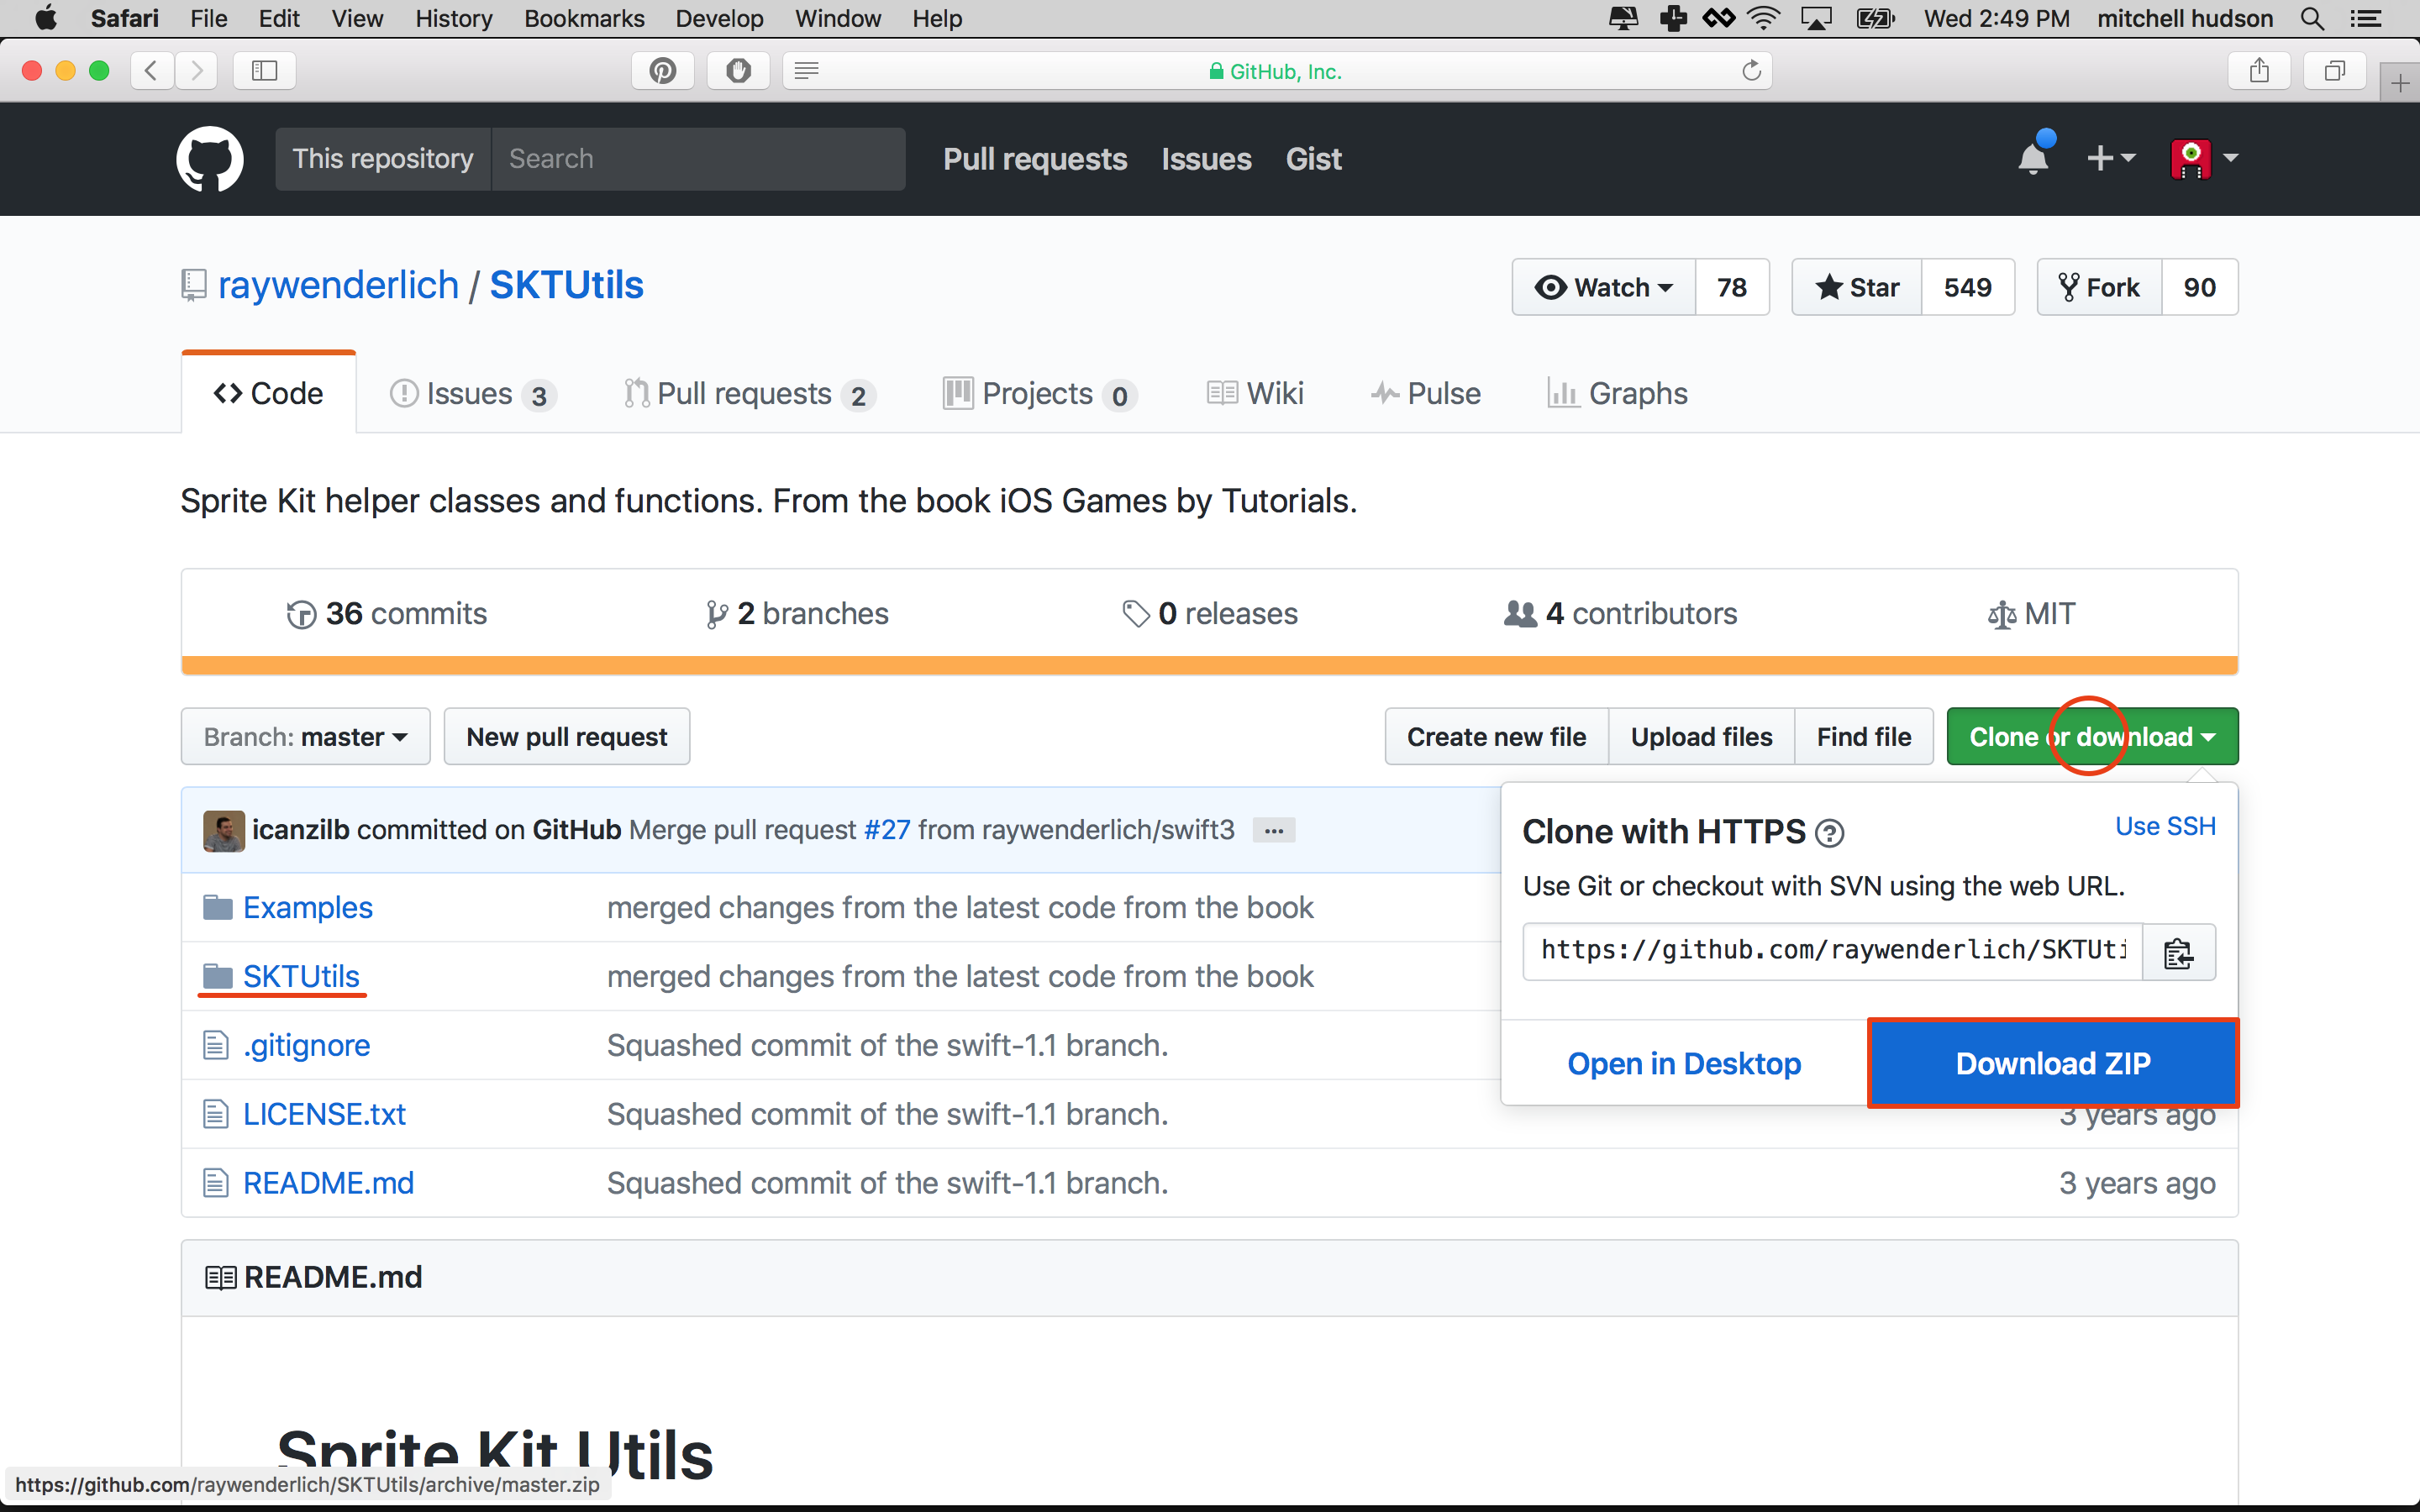 Safari File Edit View History Bookmarks Develop Window Help Wed 2:49 PM mitchell hudson
GitHub, Inc.
This repository Search Pull requests Issues Gist
raywenderlich / SKTUtils Watch 78 Star 549 Fork 90
Code Issues 3 Pull requests 2 Projects 0 Wiki Pulse Graphs
Sprite Kit helper classes and functions. From the book iOS Games by Tutorials.
36 commits 2 branches 0 releases 4 contributors MIT
Branch: master New pull request Create new file Upload files Find file Clone or download
icanzilb committed on GitHub Merge pull request #27 from raywenderlich/swift3 ...
Clone with HTTPS Use SSH
Use Git or checkout with SVN using the web URL.
https://github.com/raywenderlich/SKTUti
Open in Desktop Download ZIP
Examples merged changes from the latest code from the book
SKTUtils merged changes from the latest code from the book
.gitignore Squashed commit of the swift-1.1 branch.
LICENSE.txt Squashed commit of the swift-1.1 branch. 3 years ago
README.md Squashed commit of the swift-1.1 branch. 3 years ago
README.md
Sprite Kit Utils
https://github.com/raywenderlich/SKTUtils/archive/master.zip